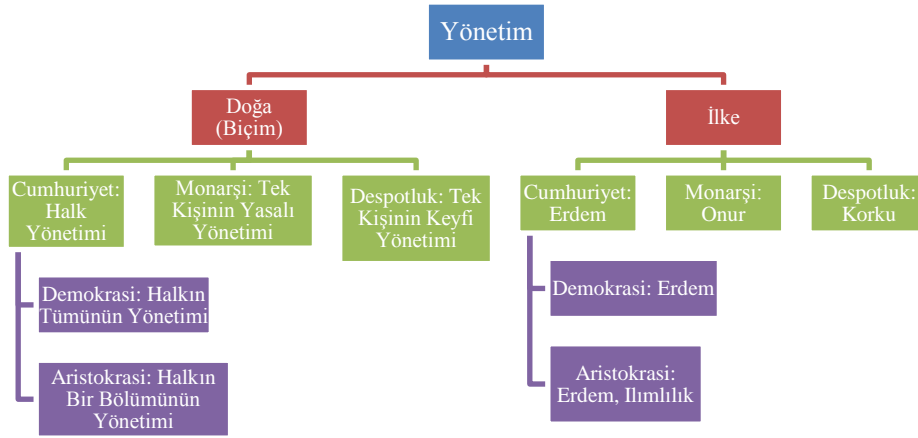 Yönetim
Doğa
(Biçim)
İlke
Cumhuriyet:
Halk
Yönetimi
Monarşi: Tek
Kişinin Yasalı
Yönetimi
Despotluk: Tek
Kişinin Keyfi
Yönetimi
Cumhuriyet:
Erdem
Monarşi:
Onur
Despotluk:
Korku
Demokrasi: Halkın
Tümünün Yönetimi
Aristokrasi: Halkın
Bir Bölümünün
Yönetimi
Demokrasi: Erdem
Aristokrasi:
Erdem, Ilımlılık